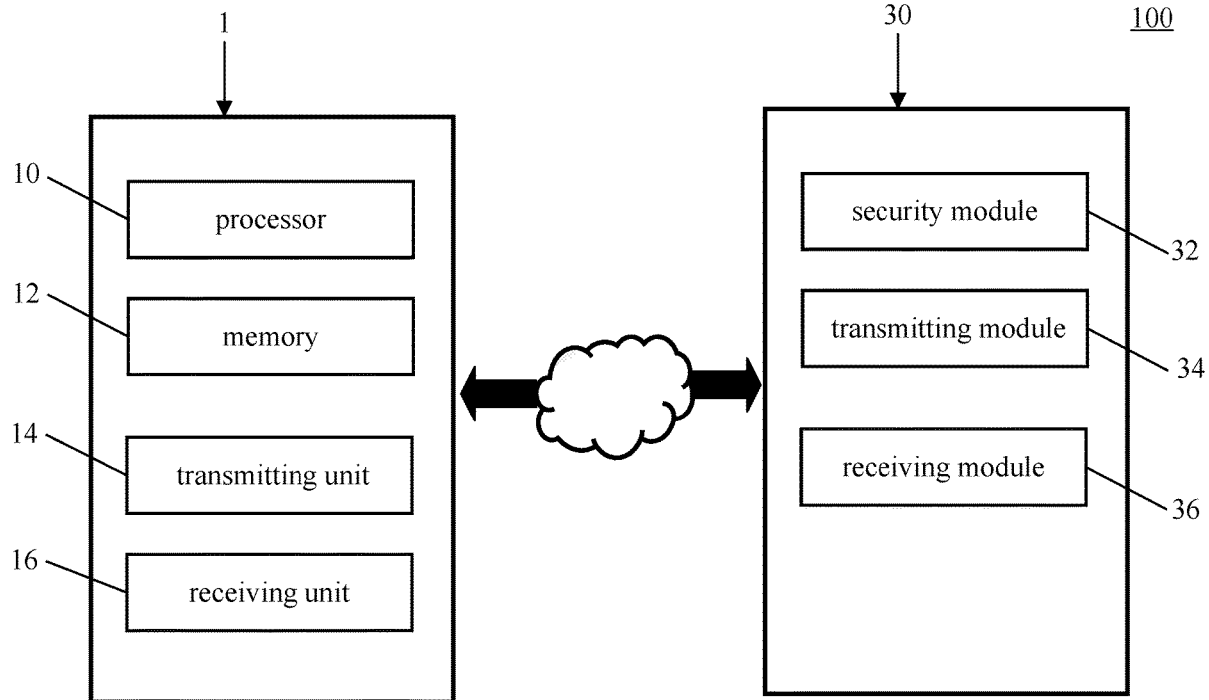 1
30
100
10
processor
12
memory
14
transmitting unit
16
receiving unit
security module
32
transmitting module
34
receiving module
36